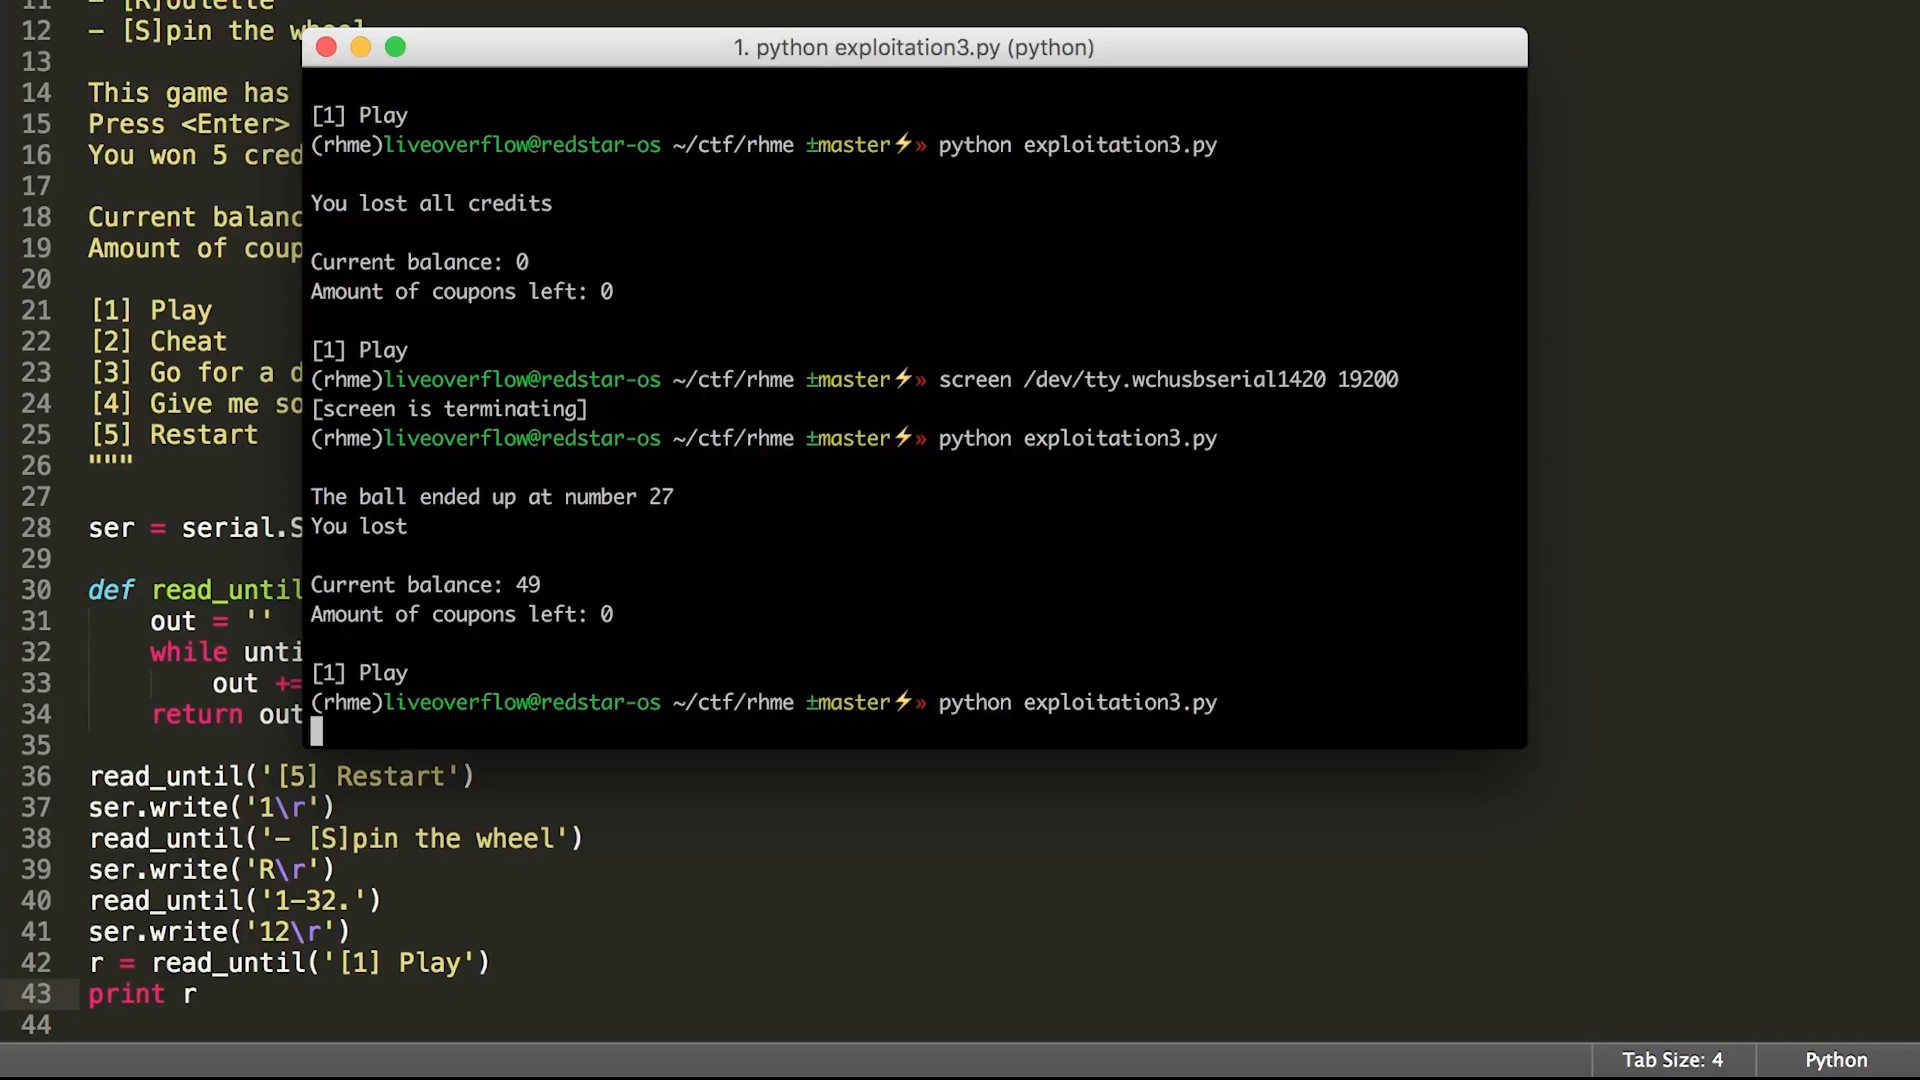 11 - [R]oulette
12 - [S]pin the wheel
13
14 This game has
15 Press <Enter>
16 You won 5 cred
17
18 Current balanc
19 Amount of coup
20
21 [1] Play
22 [2] Cheat
23 [3] Go for a d
24 [4] Give me so
25 [5] Restart
26 """
27
28 ser = serial.S
29
30 def read_until
31 out = ''
32 while unti
33 out +=
34 return out
35
36 read_until('[5] Restart')
37 ser.write('1\r')
38 read_until('- [S]pin the wheel')
39 ser.write('R\r')
40 read_until('1-32.')
41 ser.write('12\r')
42 r = read_until('[1] Play')
43 print r
44
1. python exploitation3.py (python)
[1] Play
(rhme)liveoverflow@redstar-os ~/ctf/rhme ±master⚡» python exploitation3.py
You lost all credits
Current balance: 0
Amount of coupons left: 0
[1] Play
(rhme)liveoverflow@redstar-os ~/ctf/rhme ±master⚡» screen /dev/tty.wchusbserial1420 19200
[screen is terminating]
(rhme)liveoverflow@redstar-os ~/ctf/rhme ±master⚡» python exploitation3.py
The ball ended up at number 27
You lost
Current balance: 49
Amount of coupons left: 0
[1] Play
(rhme)liveoverflow@redstar-os ~/ctf/rhme ±master⚡» python exploitation3.py
Tab Size: 4
Python